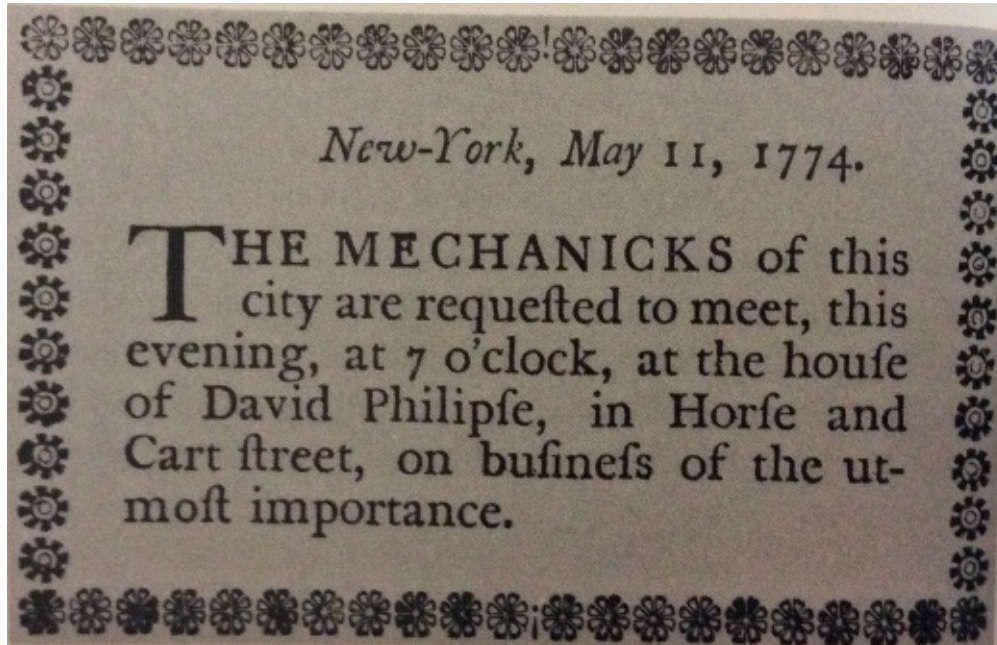 New-York, May 11, 1774.
THE MECHANICKS of this
city are requeſted to meet, this
evening, at 7 o'clock, at the houſe
of David Philipſe, in Horſe and
Cart ſtreet, on buſineſs of the ut-
moſt importance.